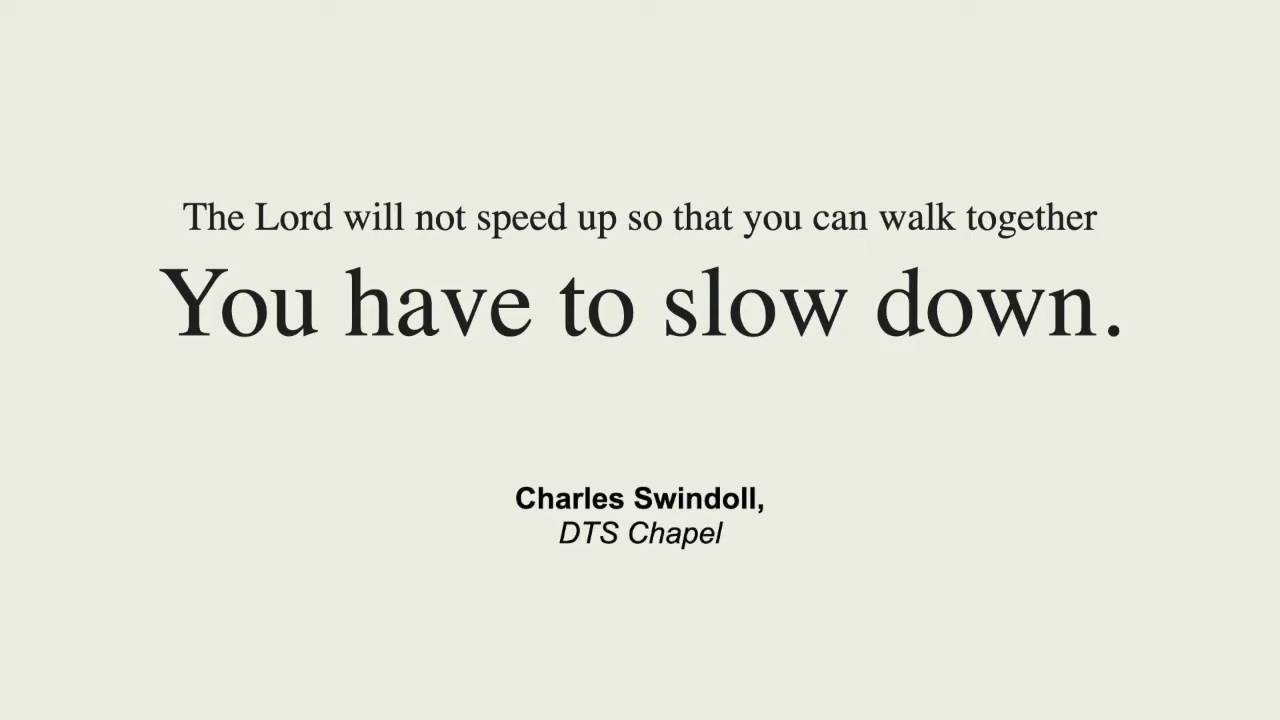 The Lord will not speed up so that you can walk together
You have to slow down.
Charles Swindoll,
DTS Chapel